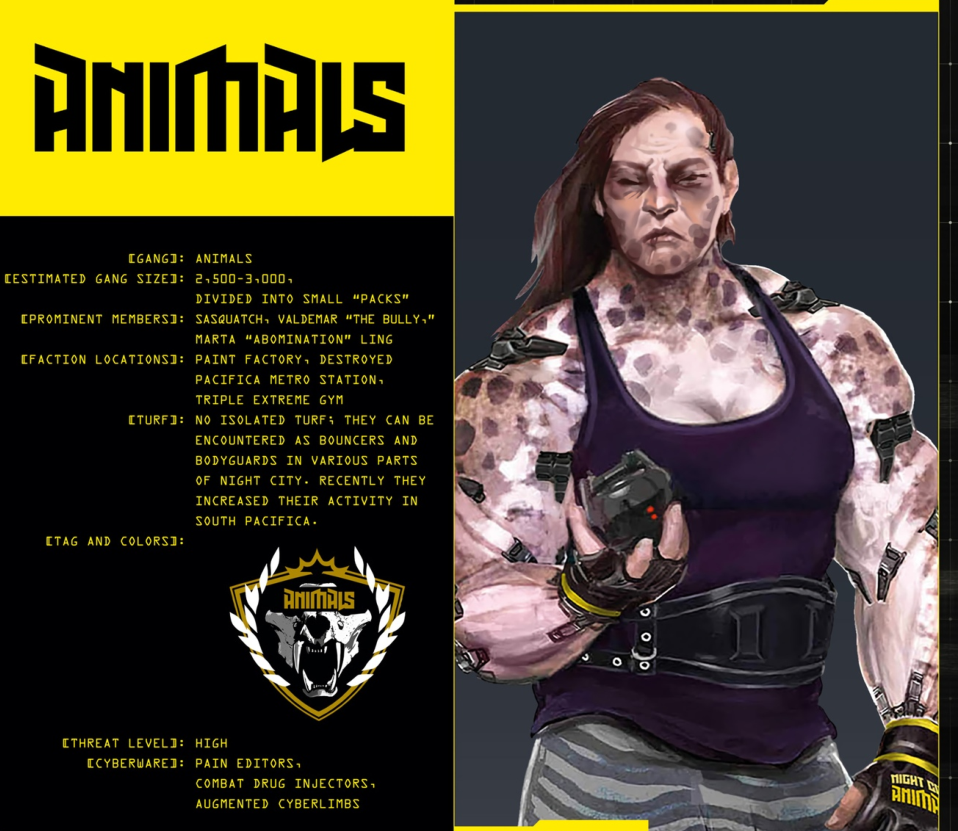 ANIMALS
[GANG]: ANIMALS
[ESTIMATED GANG SIZE]: 2,500-3,000,
DIVIDED INTO SMALL “PACKS”
[PROMINENT MEMBERS]: SASQUATCH, VALDEMAR “THE BULLY,”
MARTA “ABOMINATION” LING
[FACTION LOCATIONS]: PAINT FACTORY, DESTROYED
PACIFICA METRO STATION,
TRIPLE EXTREME GYM
[TURF]: NO ISOLATED TURF; THEY CAN BE
ENCOUNTERED AS BOUNCERS AND
BODYGUARDS IN VARIOUS PARTS
OF NIGHT CITY. RECENTLY THEY
INCREASED THEIR ACTIVITY IN
SOUTH PACIFICA.
[TAG AND COLORS]:
ANIMALS
[THREAT LEVEL]: HIGH
[CYBERWARE]: PAIN EDITORS,
COMBAT DRUG INJECTORS,
AUGMENTED CYBERLIMBS
NIGHT